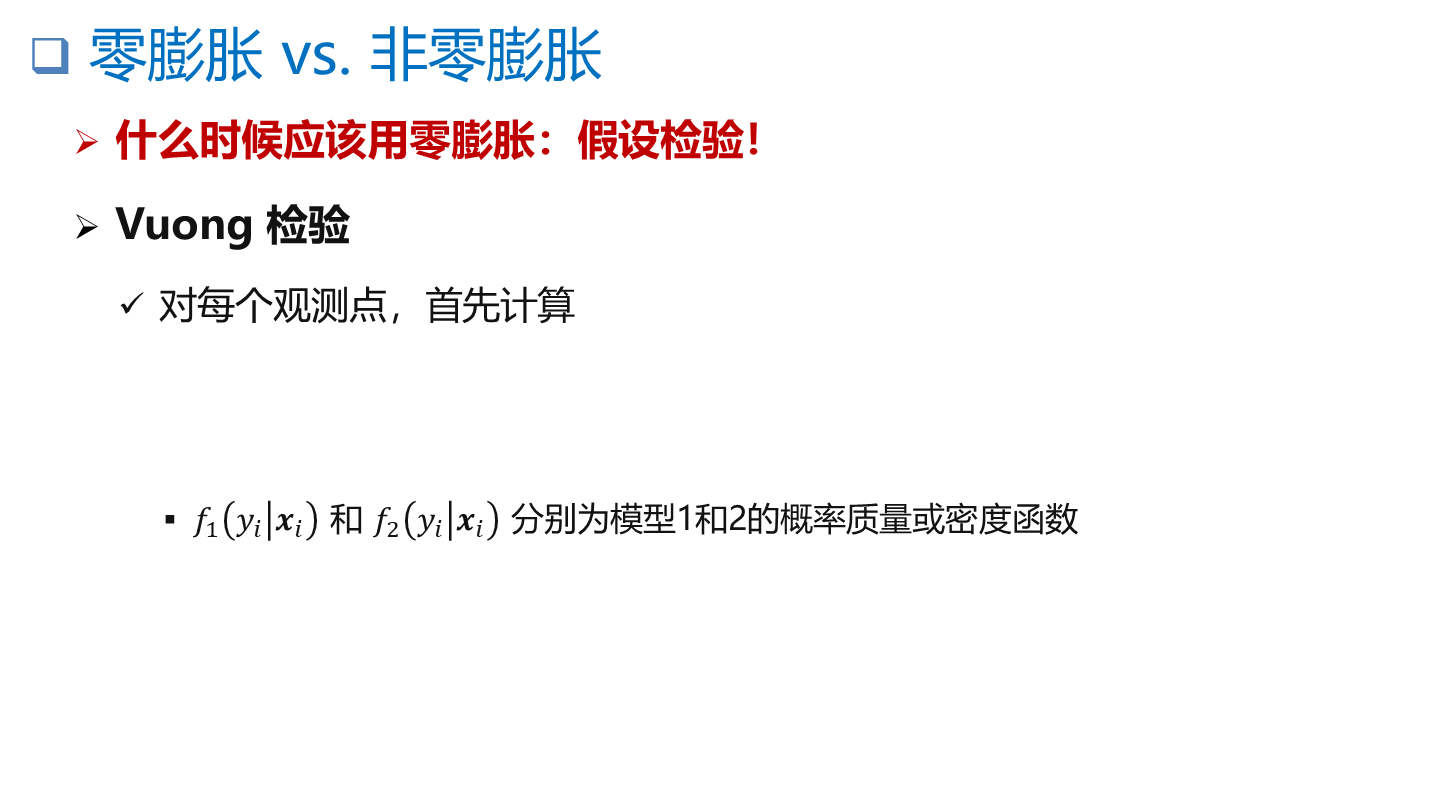 零膨胀 vs. 非零膨胀
什么时候应该用零膨胀：假设检验！
Vuong 检验
对每个观测点，首先计算
f₁(yᵢ|xᵢ) 和 f₂(yᵢ|xᵢ) 分别为模型1和2的概率质量或密度函数